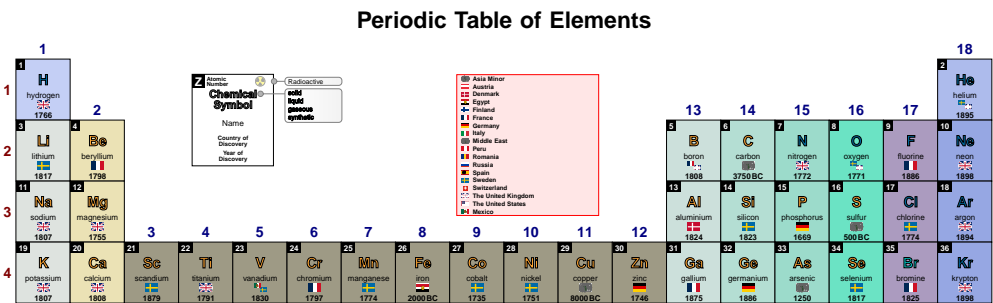 Periodic Table of Elements
1
18
1
1
H
hydrogen
1766
Z Atomic Number
Radioactive
Chemical Symbol
solid
liquid
gaseous
synthetic
Name
Country of Discovery
Year of Discovery
Asia Minor
Austria
Denmark
Egypt
Finland
France
Germany
Italy
Middle East
Peru
Romania
Russia
Spain
Sweden
Switzerland
The United Kingdom
The United States
Mexico
2
He
helium
1895
2
13 14 15 16 17
2
3 4 5 6 7 8 9 10
Li Be B C N O F Ne
lithium beryllium boron carbon nitrogen oxygen fluorine neon
1817 1798 1808 3750BC 1772 1771 1886 1898
3
11 12 13 14 15 16 17 18
Na Mg Al Si P S Cl Ar
sodium magnesium aluminium silicon phosphorus sulfur chlorine argon
1807 1755 1824 1823 1669 500BC 1774 1894
3 4 5 6 7 8 9 10 11 12
4
19 20 21 22 23 24 25 26 27 28 29 30 31 32 33 34 35 36
K Ca Sc Ti V Cr Mn Fe Co Ni Cu Zn Ga Ge As Se Br Kr
potassium calcium scandium titanium vanadium chromium manganese iron cobalt nickel copper zinc gallium germanium arsenic selenium bromine krypton
1807 1808 1879 1791 1830 1797 1774 2000BC 1735 1751 8000BC 1746 1875 1886 1250 1817 1825 1898